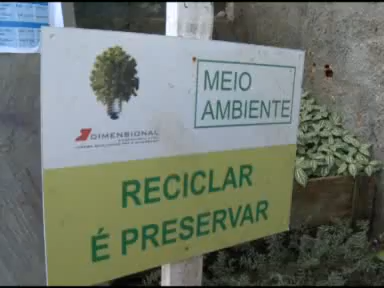 MEIO
AMBIENTE
DIMENSIONAL
RECICLAR
É PRESERVAR